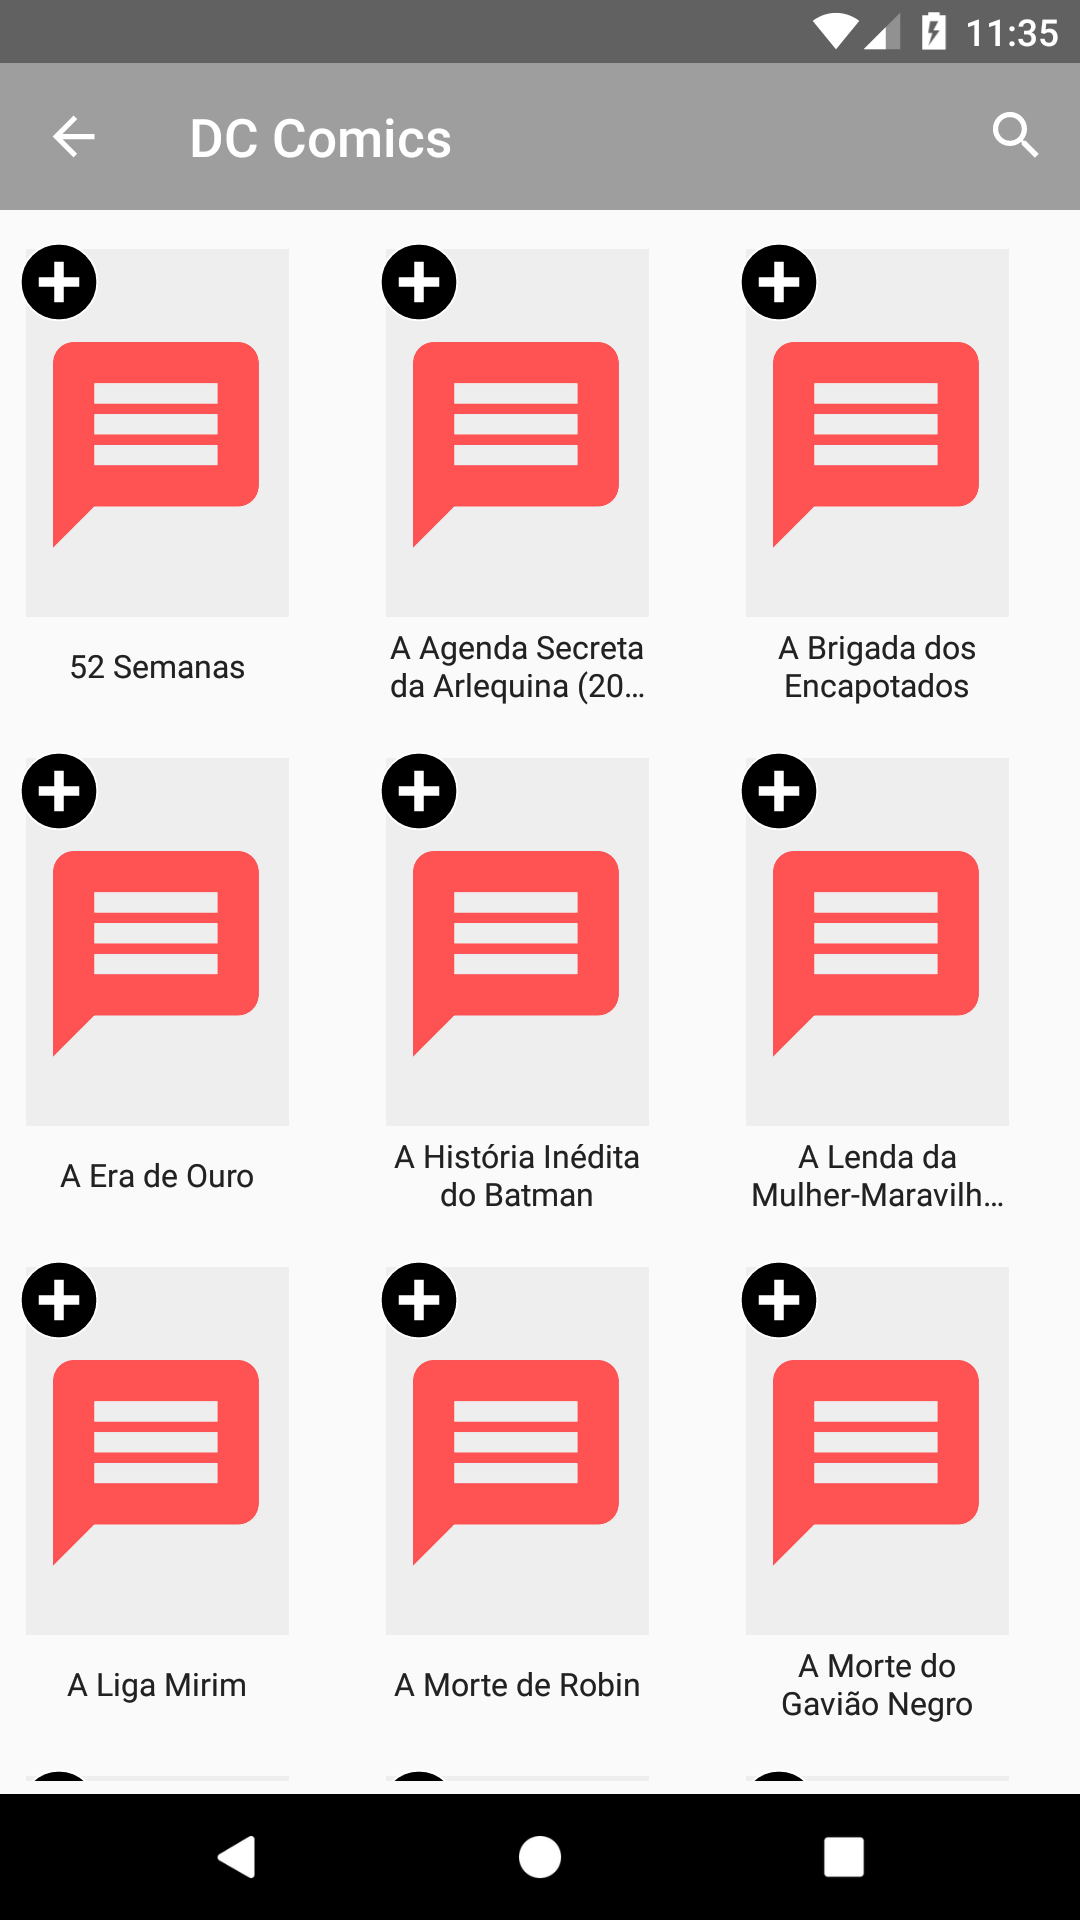 11:35
DC Comics
52 Semanas
A Agenda Secreta
da Arlequina (20...
A Brigada dos
Encapotados
A Era de Ouro
A História Inédita
do Batman
A Lenda da
Mulher-Maravilh...
A Liga Mirim
A Morte de Robin
A Morte do
Gavião Negro